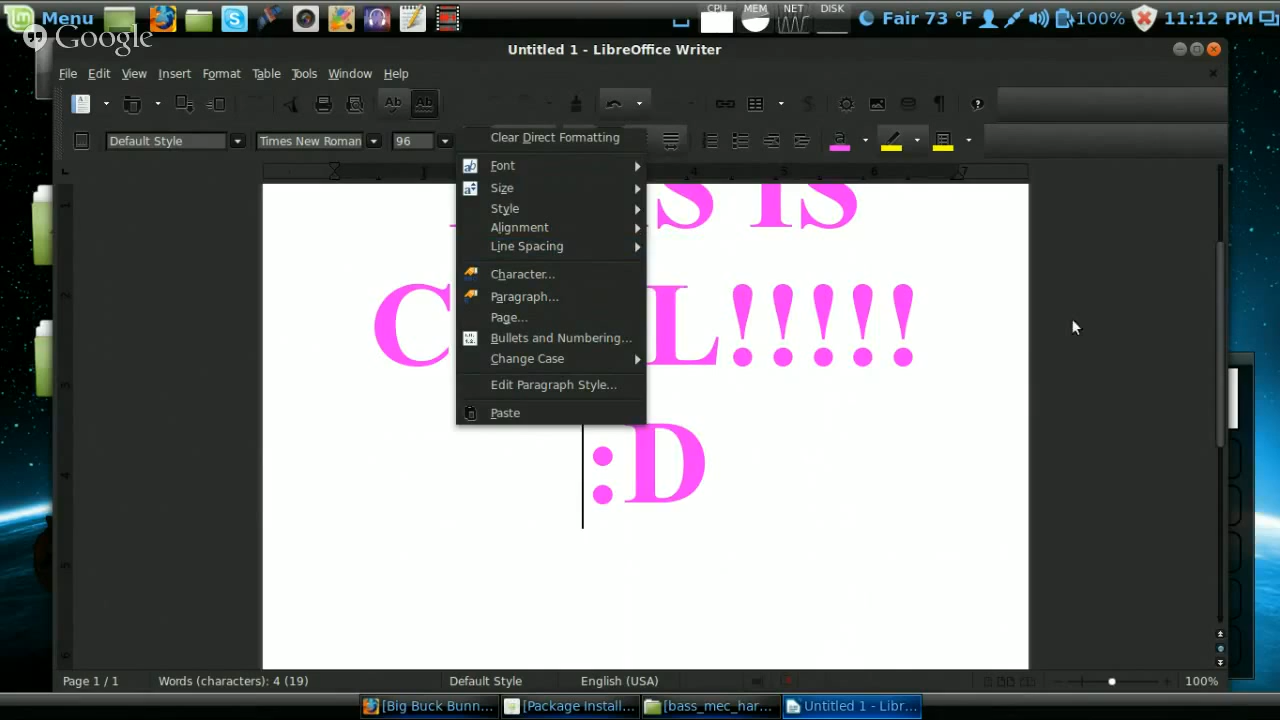 Menu
CPU MEM NET DISK
Fair 73 °F
100%
11:12 PM
Google
Untitled 1 - LibreOffice Writer
File Edit View Insert Format Table Tools Window Help
Default Style
Times New Roman
96
Clear Direct Formatting
Font
Size
Style
Alignment
Line Spacing
Character...
Paragraph...
Page...
Bullets and Numbering...
Change Case
Edit Paragraph Style...
Paste
S IS
C L!!!!!
:D
Page 1 / 1 Words (characters): 4 (19) Default Style English (USA) 100%
[Big Buck Bunn... [Package Install... [bass_mec_har... Untitled 1 - Libr...